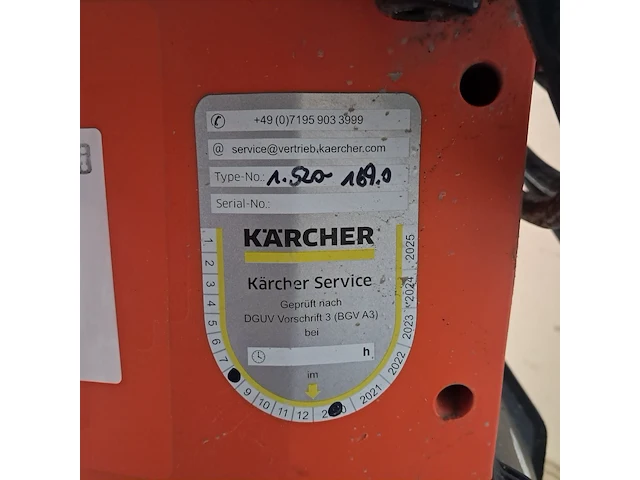 +49 (0)7195 903 3999
@ service@vertrieb.kaercher.com
Type-No.: 1.520-169.0
Serial-No.:
KÄRCHER
Kärcher Service
Geprüft nach
DGUV Vorschrift 3 (BGV A3)
bei
h
im
1
2
3
4
5
6
7
9
10
11
12
2021
2022
2023
2024
2025